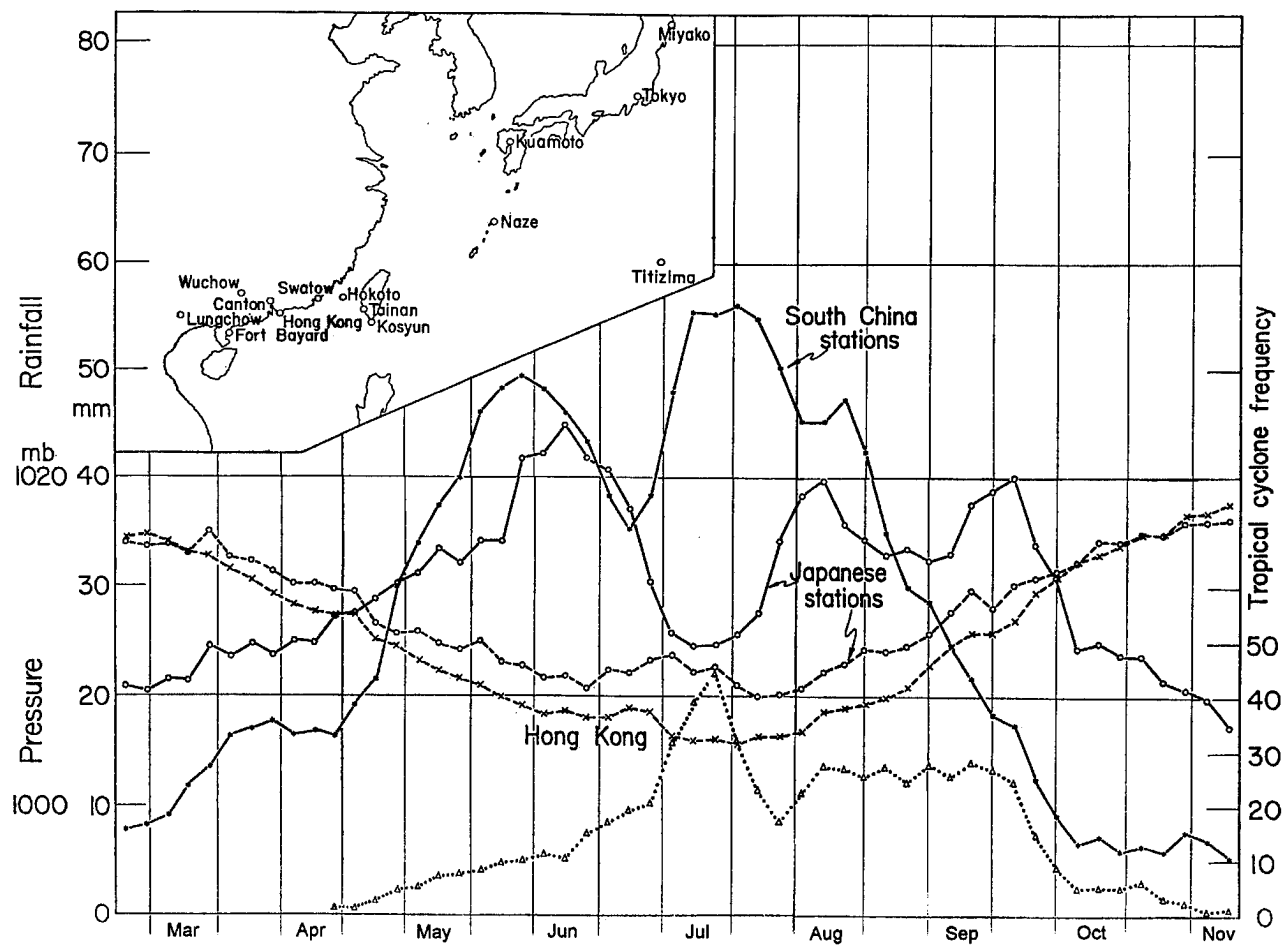 80
70
60
50
mm
mb
1020 40
30
20
1000 10
0
Rainfall
Pressure
Miyako
Tokyo
Kuamoto
Naze
Titizima
Wuchow
Swatow
Hokoto
Canton
Tainan
Lungchow
Hong Kong
Kosyun
Fort Bayard
South China
stations
Japanese
stations
Hong Kong
Tropical cyclone frequency
50
40
30
20
10
0
Mar Apr May Jun Jul Aug Sep Oct Nov